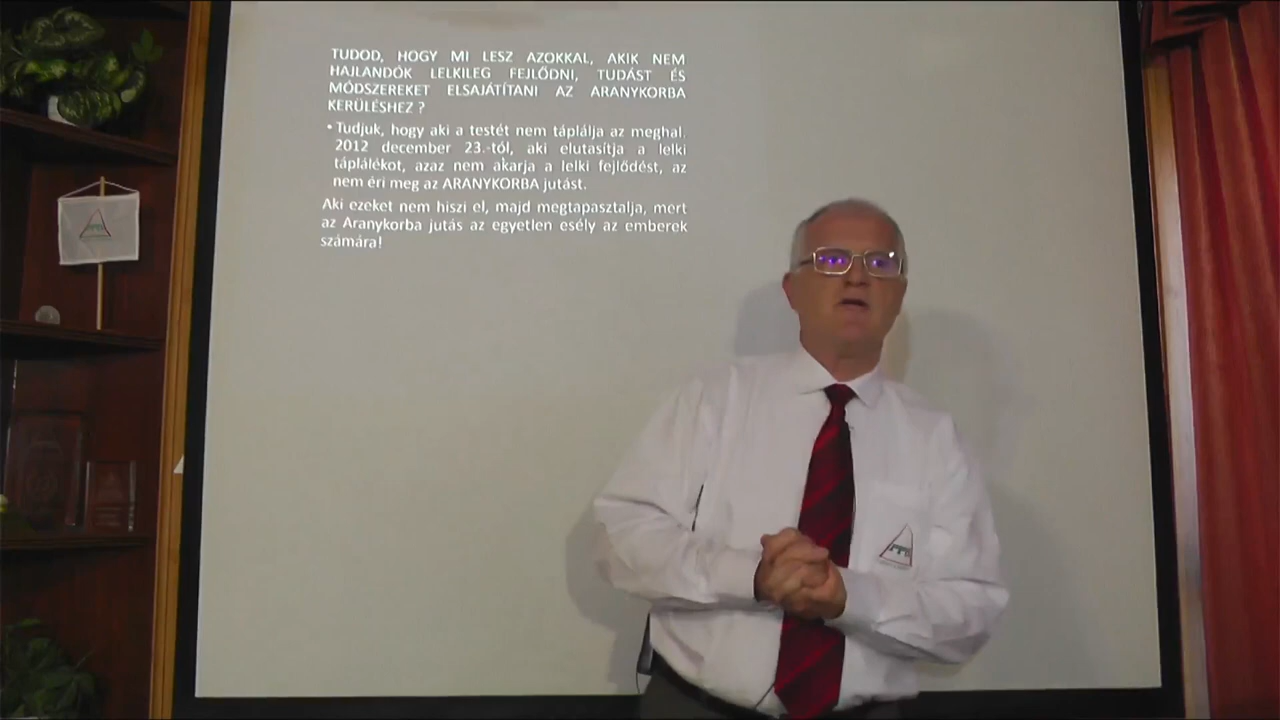 TUDOD, HOGY MI LESZ AZOKKAL, AKIK NEM
HAJLANDÓK LELKILEG FEJLŐDNI, TUDÁST ÉS
MÓDSZEREKET ELSAJÁTÍTANI AZ ARANYKORBA
KERÜLÉSHEZ ?
• Tudjuk, hogy aki a testét nem táplálja az meghal.
2012 december 23.-tól, aki elutasítja a lelki
táplálékot, azaz nem akarja a lelki fejlődést, az
nem éri meg az ARANYKORBA jutást.
Aki ezeket nem hiszi el, majd megtapasztalja, mert
az Aranykorba jutás az egyetlen esély az emberek
számára!